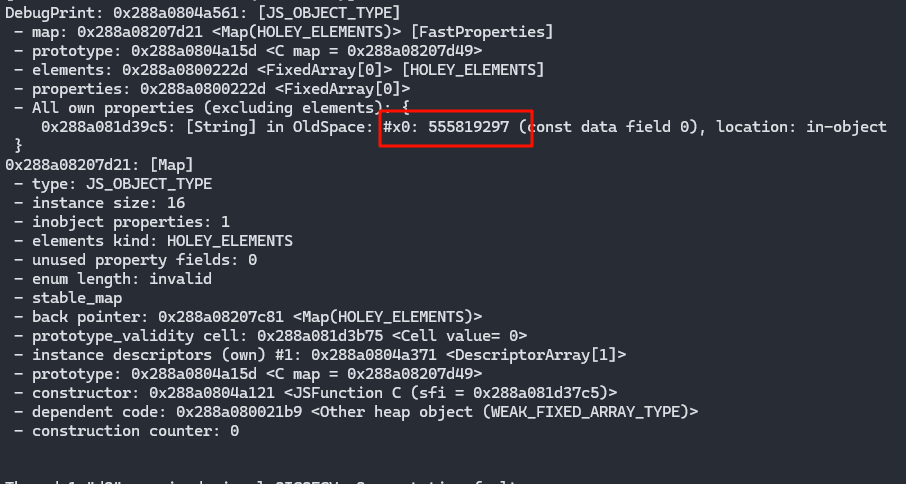 DebugPrint: 0x288a0804a561: [JS_OBJECT_TYPE]
- map: 0x288a08207d21 <Map(HOLEY_ELEMENTS)> [FastProperties]
- prototype: 0x288a0804a15d <C map = 0x288a08207d49>
- elements: 0x288a0800222d <FixedArray[0]> [HOLEY_ELEMENTS]
- properties: 0x288a0800222d <FixedArray[0]>
- All own properties (excluding elements): {
0x288a081d39c5: [String] in OldSpace: #x0: 555819297 (const data field 0), location: in-object
}
0x288a08207d21: [Map]
- type: JS_OBJECT_TYPE
- instance size: 16
- inobject properties: 1
- elements kind: HOLEY_ELEMENTS
- unused property fields: 0
- enum length: invalid
- stable_map
- back pointer: 0x288a08207c81 <Map(HOLEY_ELEMENTS)>
- prototype_validity cell: 0x288a081d3b75 <Cell value= 0>
- instance descriptors (own) #1: 0x288a0804a371 <DescriptorArray[1]>
- prototype: 0x288a0804a15d <C map = 0x288a08207d49>
- constructor: 0x288a0804a121 <JSFunction C (sfi = 0x288a081d37c5)>
- dependent code: 0x288a080021b9 <Other heap object (WEAK_FIXED_ARRAY_TYPE)>
- construction counter: 0